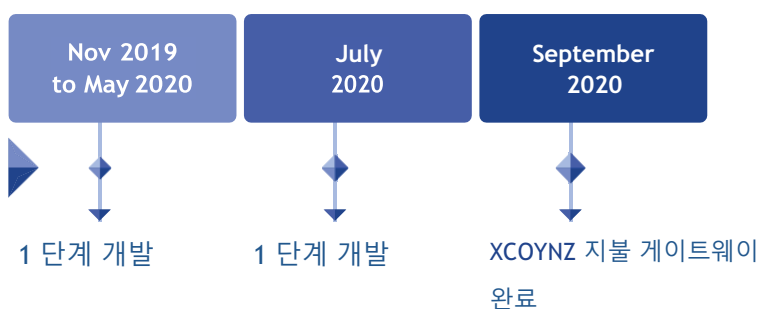 Nov 2019
to May 2020
July
2020
September
2020
1 단계 개발
1 단계 개발
XCOYNZ 지불 게이트웨이
완료